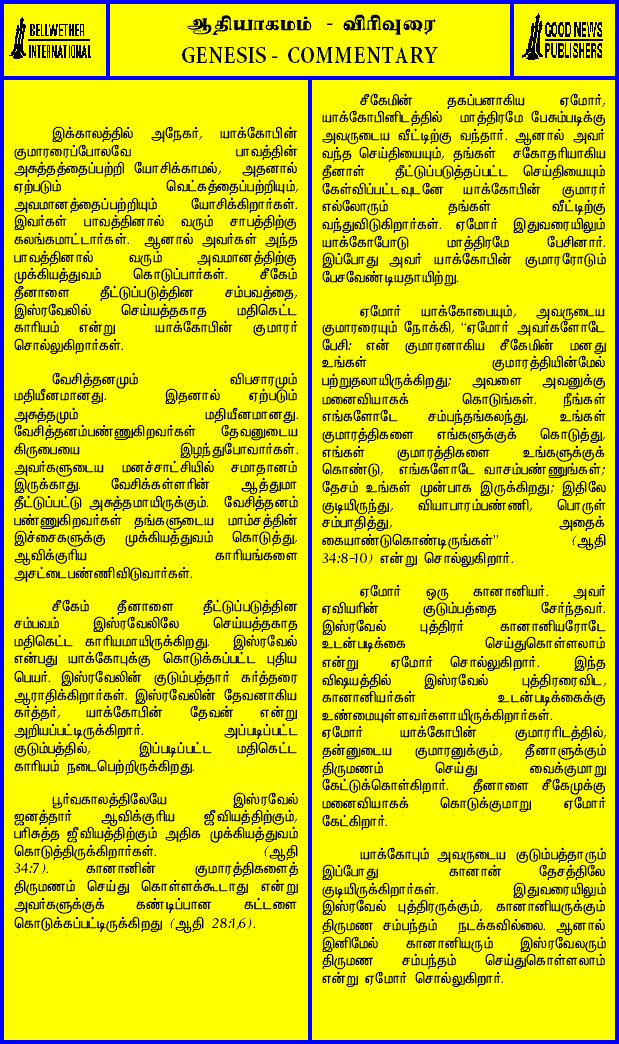 BELLWETHER
INTERNATIONAL
ஆதியாகமம் - விரிவுரை
GENESIS - COMMENTARY
GOOD NEWS
PUBLISHERS
இக்காலத்தில் அநேகர், யாக்கோபின்
குமாரரைப்போலவே பாவத்தின்
அசுத்தத்தைப்பற்றி யோசிக்காமல், அதனால்
ஏற்படும் வெட்கத்தைப்பற்றியும்,
அவமானத்தைப்பற்றியும் யோசிக்கிறார்கள்.
இவர்கள் பாவத்தினால் வரும் சாபத்திற்கு
கலங்கமாட்டார்கள். ஆனால் அவர்கள் அந்த
பாவத்தினால் வரும் அவமானத்திற்கு
முக்கியத்துவம் கொடுப்பார்கள். சீகேம்
தீனாளை தீட்டுப்படுத்தின சம்பவத்தை,
இஸ்ரவேலில் செய்யத்தகாத மதிகெட்ட
காரியம் என்று யாக்கோபின் குமாரர்
சொல்லுகிறார்கள்.
வேசித்தனமும் விபசாரமும்
மதியீனமானது. இதனால் ஏற்படும்
அசுத்தமும் மதியீனமானது.
வேசித்தனம்பண்ணுகிறவர்கள் தேவனுடைய
கிருபையை இழந்துபோவார்கள்.
அவர்களுடைய மனச்சாட்சியில் சமாதானம்
இருக்காது. வேசிக்கள்ளரின் ஆத்துமா
தீட்டுப்பட்டு அசுத்தமாயிருக்கும். வேசித்தனம்
பண்ணுகிறவர்கள் தங்களுடைய மாம்சத்தின்
இச்சைகளுக்கு முக்கியத்துவம் கொடுத்து,
ஆவிக்குரிய காரியங்களை
அசட்டைபண்ணிவிடுவார்கள்.
சீகேம் தீனாளை தீட்டுப்படுத்தின
சம்பவம் இஸ்ரவேலிலே செய்யத்தகாத
மதிகெட்ட காரியமாயிருக்கிறது. இஸ்ரவேல்
என்பது யாக்கோபுக்கு கொடுக்கப்பட்ட புதிய
பெயர். இஸ்ரவேலின் குடும்பத்தார் கர்த்தரை
ஆராதிக்கிறார்கள். இஸ்ரவேலின் தேவனாகிய
கர்த்தர், யாக்கோபின் தேவன் என்று
அறியப்பட்டிருக்கிறார். அப்படிப்பட்ட
குடும்பத்தில், இப்படிப்பட்ட மதிகெட்ட
காரியம் நடைபெற்றிருக்கிறது.
பூர்வகாலத்திலேயே இஸ்ரவேல்
ஜனத்தார் ஆவிக்குரிய ஜீவியத்திற்கும்,
பரிசுத்த ஜீவியத்திற்கும் அதிக முக்கியத்துவம்
கொடுத்திருக்கிறார்கள். (ஆதி
34:7). கானானின் குமாரத்திகளைத்
திருமணம் செய்து கொள்ளக்கூடாது என்று
அவர்களுக்குக் கண்டிப்பான கட்டளை
கொடுக்கப்பட்டிருக்கிறது (ஆதி 28:1,6).
சீகேமின் தகப்பனாகிய ஏமோர்,
யாக்கோபினிடத்தில் மாத்திரமே பேசும்படிக்கு
அவருடைய வீட்டிற்கு வந்தார். ஆனால் அவர்
வந்த செய்தியையும், தங்கள் சகோதரியாகிய
தீனாள் தீட்டுப்படுத்தப்பட்ட செய்தியையும்
கேள்விப்பட்டவுடனே யாக்கோபின் குமாரர்
எல்லோரும் தங்கள் வீட்டிற்கு
வந்துவிடுகிறார்கள். ஏமோர் இதுவரையிலும்
யாக்கோபோடு மாத்திரமே பேசினார்.
இப்போது அவர் யாக்கோபின் குமாரரோடும்
பேசவேண்டியதாயிற்று.
ஏமோர் யாக்கோபையும், அவருடைய
குமாரரையும் நோக்கி, "ஏமோர் அவர்களோடே
பேசி: என் குமாரனாகிய சீகேமின் மனது
உங்கள் குமாரத்தியின்மேல்
பற்றுதலாயிருக்கிறது; அவளை அவனுக்கு
மனைவியாகக் கொடுங்கள். நீங்கள்
எங்களோடே சம்பந்தங்கலந்து, உங்கள்
குமாரத்திகளை எங்களுக்குக் கொடுத்து,
எங்கள் குமாரத்திகளை உங்களுக்குக்
கொண்டு, எங்களோடே வாசம்பண்ணுங்கள்;
தேசம் உங்கள் முன்பாக இருக்கிறது; இதிலே
குடியிருந்து, வியாபாரம்பண்ணி, பொருள்
சம்பாதித்து, அதைக்
கையாண்டுகொண்டிருங்கள்" (ஆதி
34:8-10) என்று சொல்லுகிறார்.
ஏமோர் ஒரு கானானியர். அவர்
ஏவியரின் குடும்பத்தை சேர்ந்தவர்.
இஸ்ரவேல் புத்திரர் கானானியரோடே
உடன்படிக்கை செய்துகொள்ளலாம்
என்று ஏமோர் சொல்லுகிறார். இந்த
விஷயத்தில் இஸ்ரவேல் புத்திரரைவிட,
கானானியர்கள் உடன்படிக்கைக்கு
உண்மையுள்ளவர்களாயிருக்கிறார்கள்.
ஏமோர் யாக்கோபின் குமாரரிடத்தில்,
தன்னுடைய குமாரனுக்கும், தீனாளுக்கும்
திருமணம் செய்து வைக்குமாறு
கேட்டுக்கொள்கிறார். தீனாளை சீகேமுக்கு
மனைவியாகக் கொடுக்குமாறு ஏமோர்
கேட்கிறார்.
யாக்கோபும் அவருடைய குடும்பத்தாரும்
இப்போது கானான் தேசத்திலே
குடியிருக்கிறார்கள். இதுவரையிலும்
இஸ்ரவேல் புத்திரருக்கும், கானானியருக்கும்
திருமண சம்பந்தம் நடக்கவில்லை. ஆனால்
இனிமேல் கானானியரும் இஸ்ரவேலரும்
திருமண சம்பந்தம் செய்துகொள்ளலாம்
என்று ஏமோர் சொல்லுகிறார்.